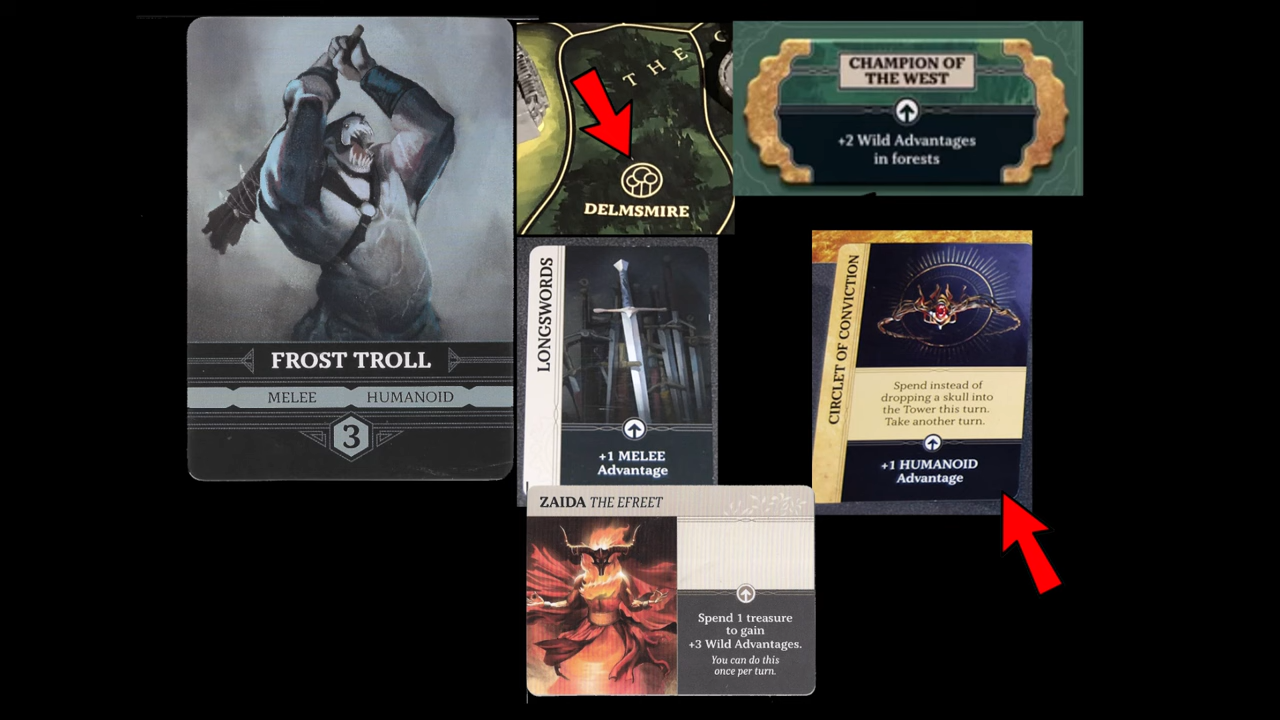 FROST TROLL
MELEE
HUMANOID
3
THE
DELMSMIRE
CHAMPION OF
THE WEST
+2 Wild Advantages
in forests
LONGSWORDS
+1 MELEE
Advantage
CIRCLET OF CONVICTION
Spend instead of
dropping a skull into
the Tower this turn.
Take another turn.
+1 HUMANOID
Advantage
ZAIDA THE EFREET
Spend 1 treasure
to gain
+3 Wild Advantages.
You can do this
once per turn.